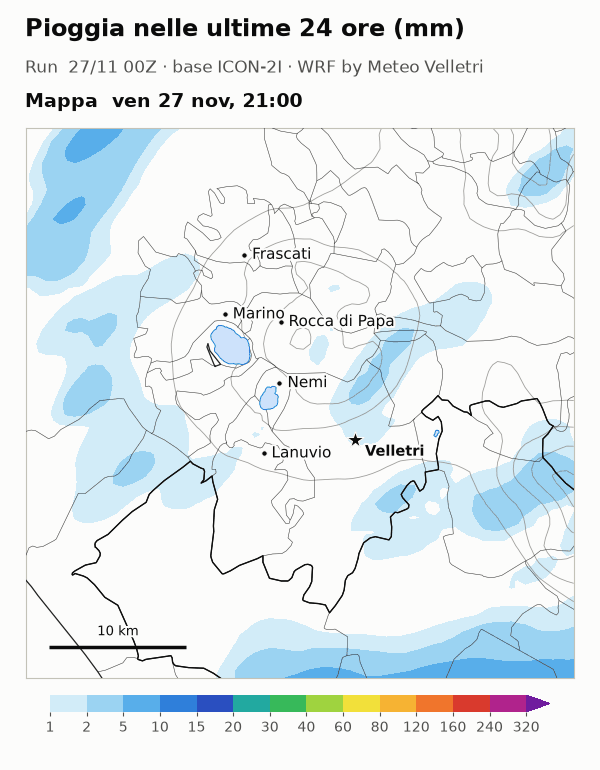 Pioggia nelle ultime 24 ore (mm)
Run  27/11 00Z · base ICON-2I · WRF by Meteo Velletri
Mappa  ven 27 nov, 21:00
Frascati
Marino
Rocca di Papa
Nemi
Velletri
Lanuvio
10 km
1 2 5 10 15 20 30 40 60 80 120 160 240 320